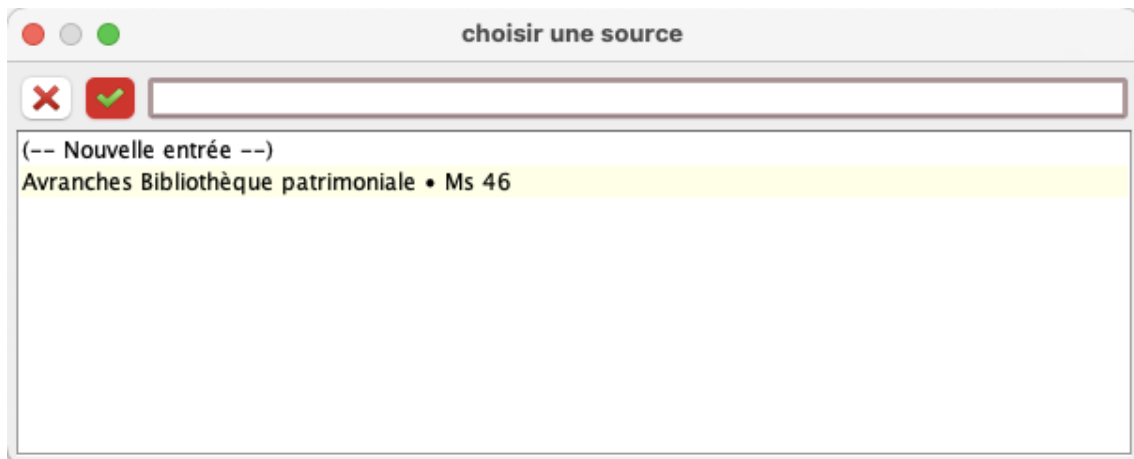 choisir une source
(-- Nouvelle entrée --)
Avranches Bibliothèque patrimoniale • Ms 46